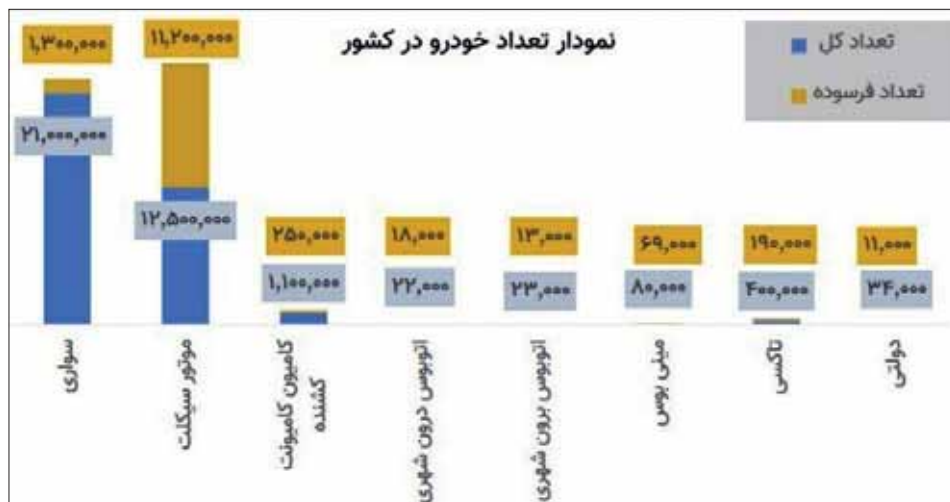 نمودار تعداد خودرو در کشور
تعداد کل
تعداد فرسوده
۱,۳۰۰,۰۰۰
۲۱,۰۰۰,۰۰۰
۱۱,۲۰۰,۰۰۰
۱۲,۵۰۰,۰۰۰
۲۵۰,۰۰۰
۱,۱۰۰,۰۰۰
۱۸,۰۰۰
۲۲,۰۰۰
۱۳,۰۰۰
۲۳,۰۰۰
۶۹,۰۰۰
۸۰,۰۰۰
۱۹۰,۰۰۰
۴۰۰,۰۰۰
۱۱,۰۰۰
۳۴,۰۰۰
سواری
موتور سیکلت
کامیون کامیونت
کشنده
اتوبوس درون شهری
اتوبوس برون شهری
مینی بوس
تاکسی
دولتی